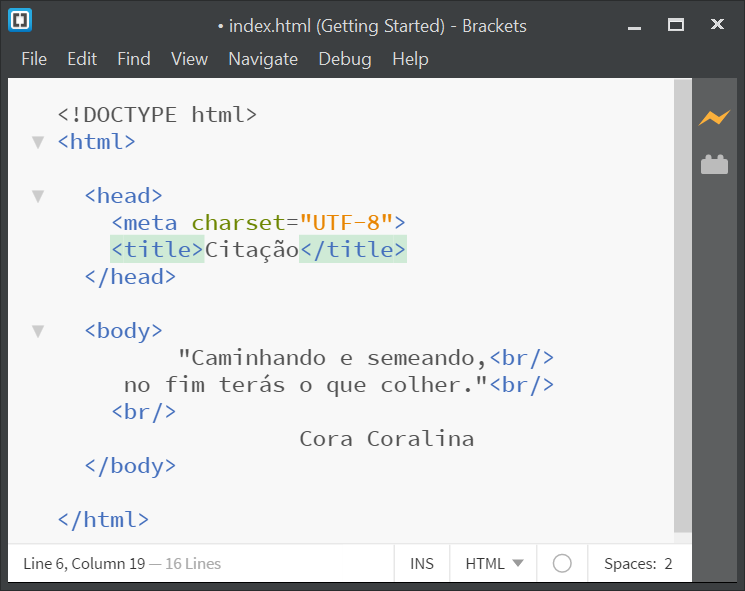 • index.html (Getting Started) - Brackets
File Edit Find View Navigate Debug Help
<!DOCTYPE html>
<html>
<head>
<meta charset="UTF-8">
<title>Citação</title>
</head>
<body>
"Caminhando e semeando,<br/>
no fim terás o que colher."<br/>
<br/>
Cora Coralina
</body>
</html>
Line 6, Column 19 — 16 Lines INS HTML Spaces: 2